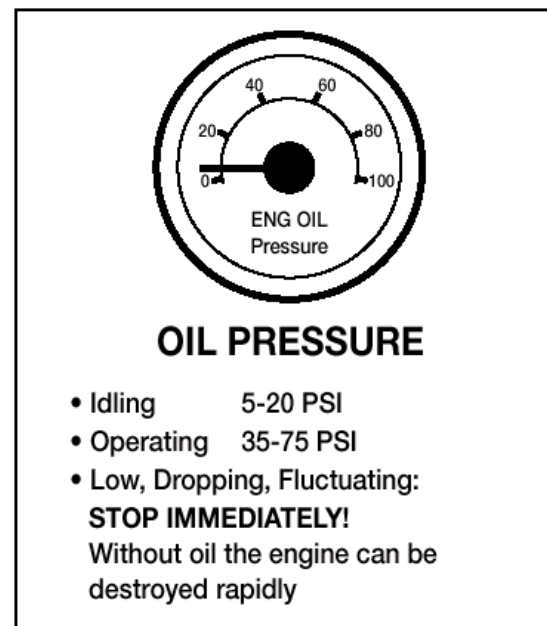 40 60
20 80
0 100
ENG OIL
Pressure
OIL PRESSURE
• Idling 5-20 PSI
• Operating 35-75 PSI
• Low, Dropping, Fluctuating:
STOP IMMEDIATELY!
Without oil the engine can be
destroyed rapidly